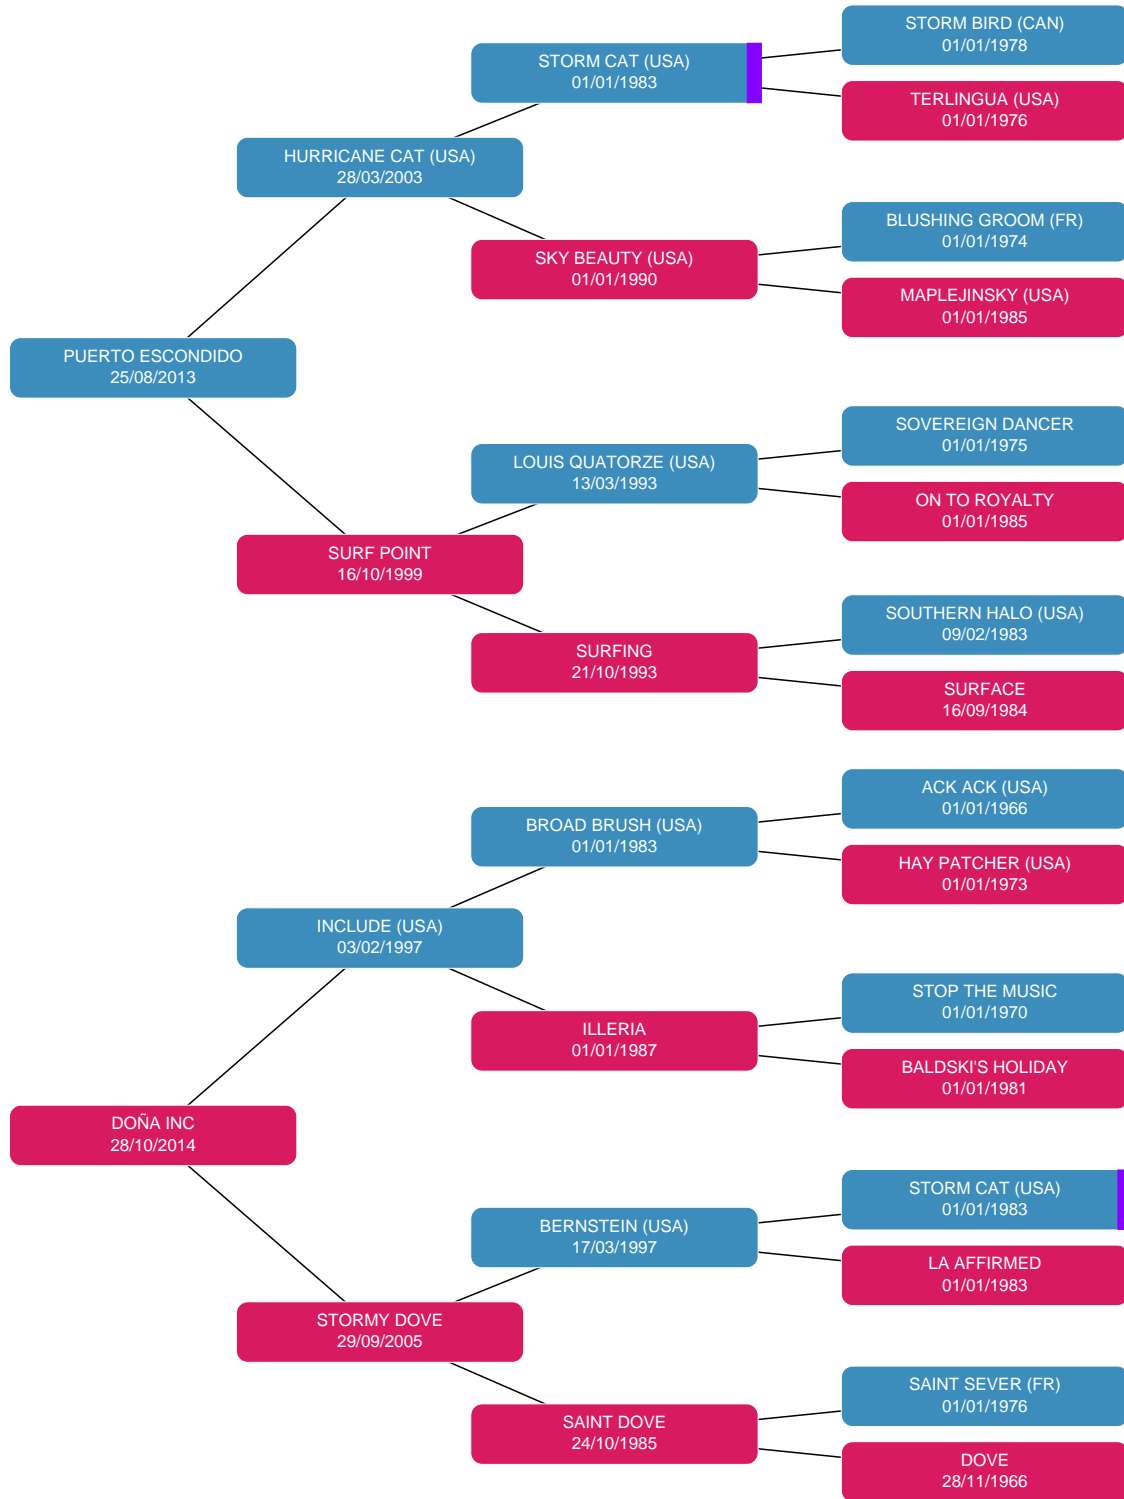 STORM BIRD (CAN)
01/01/1978
STORM CAT (USA)
01/01/1983
TERLINGUA (USA)
01/01/1976
HURRICANE CAT (USA)
28/03/2003
BLUSHING GROOM (FR)
01/01/1974
SKY BEAUTY (USA)
01/01/1990
MAPLEJINSKY (USA)
01/01/1985
PUERTO ESCONDIDO
25/08/2013
SOVEREIGN DANCER
01/01/1975
LOUIS QUATORZE (USA)
13/03/1993
ON TO ROYALTY
01/01/1985
SURF POINT
16/10/1999
SOUTHERN HALO (USA)
09/02/1983
SURFING
21/10/1993
SURFACE
16/09/1984
ACK ACK (USA)
01/01/1966
BROAD BRUSH (USA)
01/01/1983
HAY PATCHER (USA)
01/01/1973
INCLUDE (USA)
03/02/1997
STOP THE MUSIC
01/01/1970
ILLERIA
01/01/1987
BALDSKI'S HOLIDAY
01/01/1981
DOÑA INC
28/10/2014
STORM CAT (USA)
01/01/1983
BERNSTEIN (USA)
17/03/1997
LA AFFIRMED
01/01/1983
STORMY DOVE
29/09/2005
SAINT SEVER (FR)
01/01/1976
SAINT DOVE
24/10/1985
DOVE
28/11/1966